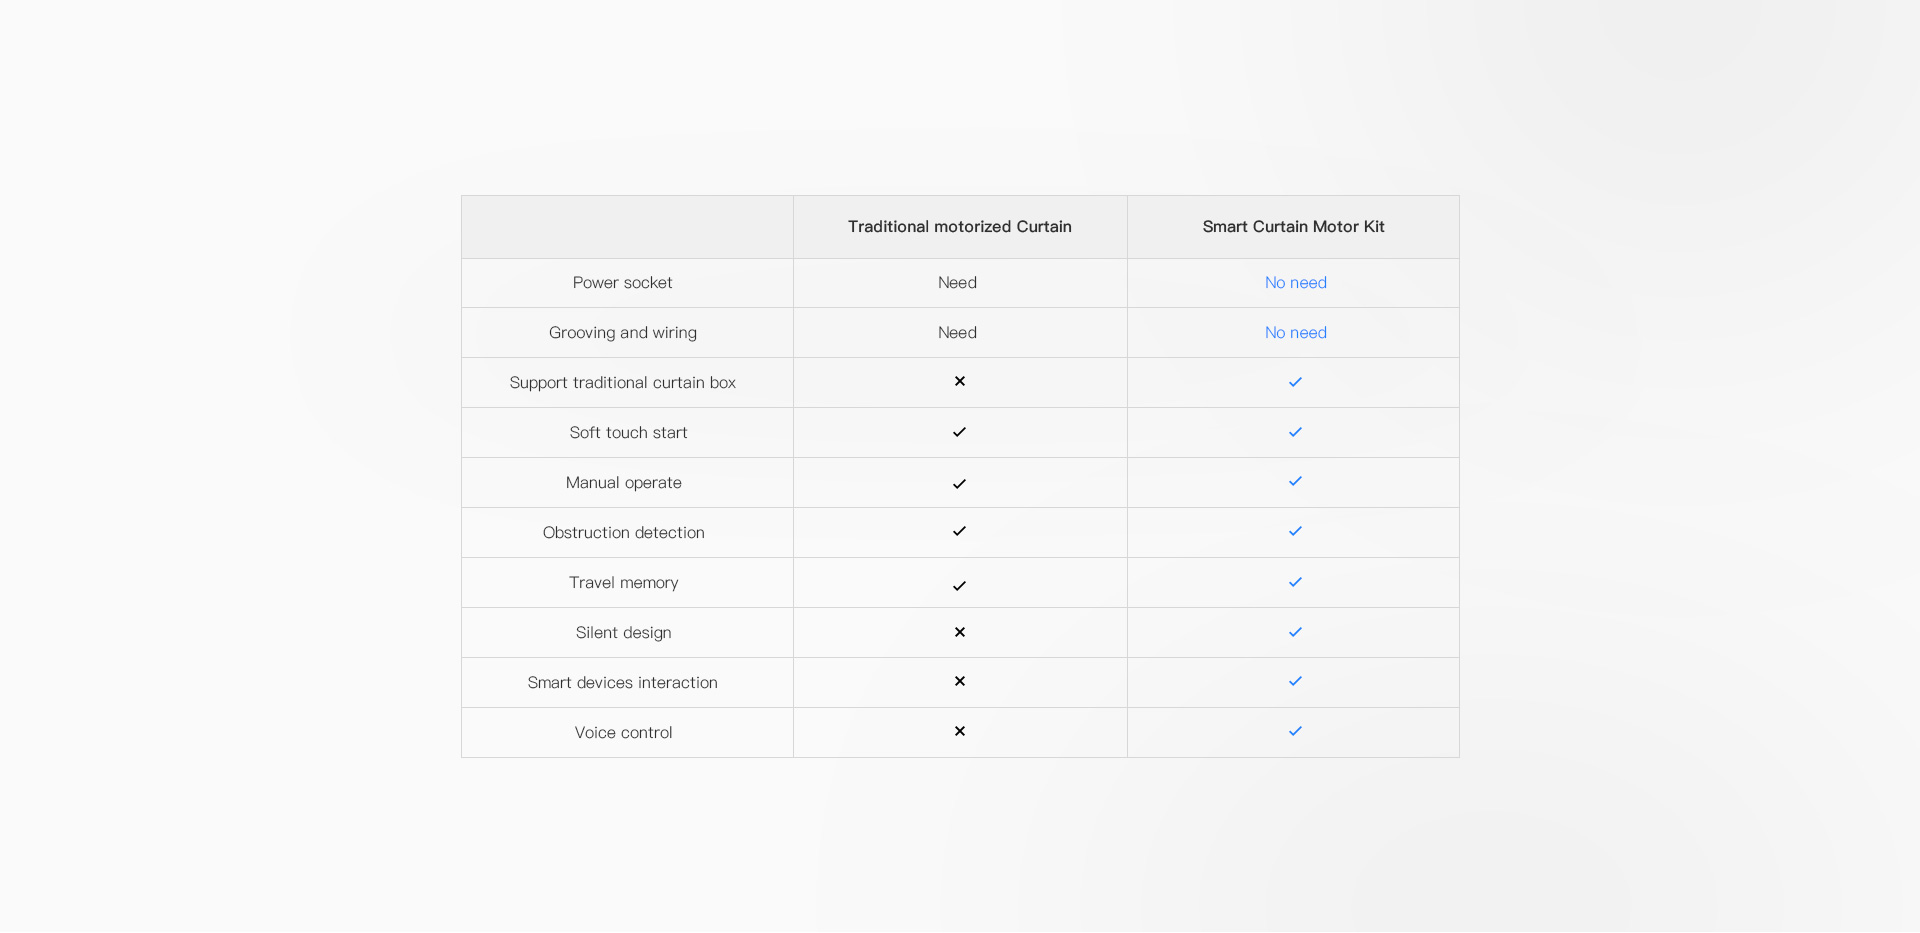 Traditional motorized Curtain Smart Curtain Motor Kit
Power socket Need No need
Grooving and wiring Need No need
Support traditional curtain box ✕ ✓
Soft touch start ✓ ✓
Manual operate ✓ ✓
Obstruction detection ✓ ✓
Travel memory ✓ ✓
Silent design ✕ ✓
Smart devices interaction ✕ ✓
Voice control ✕ ✓